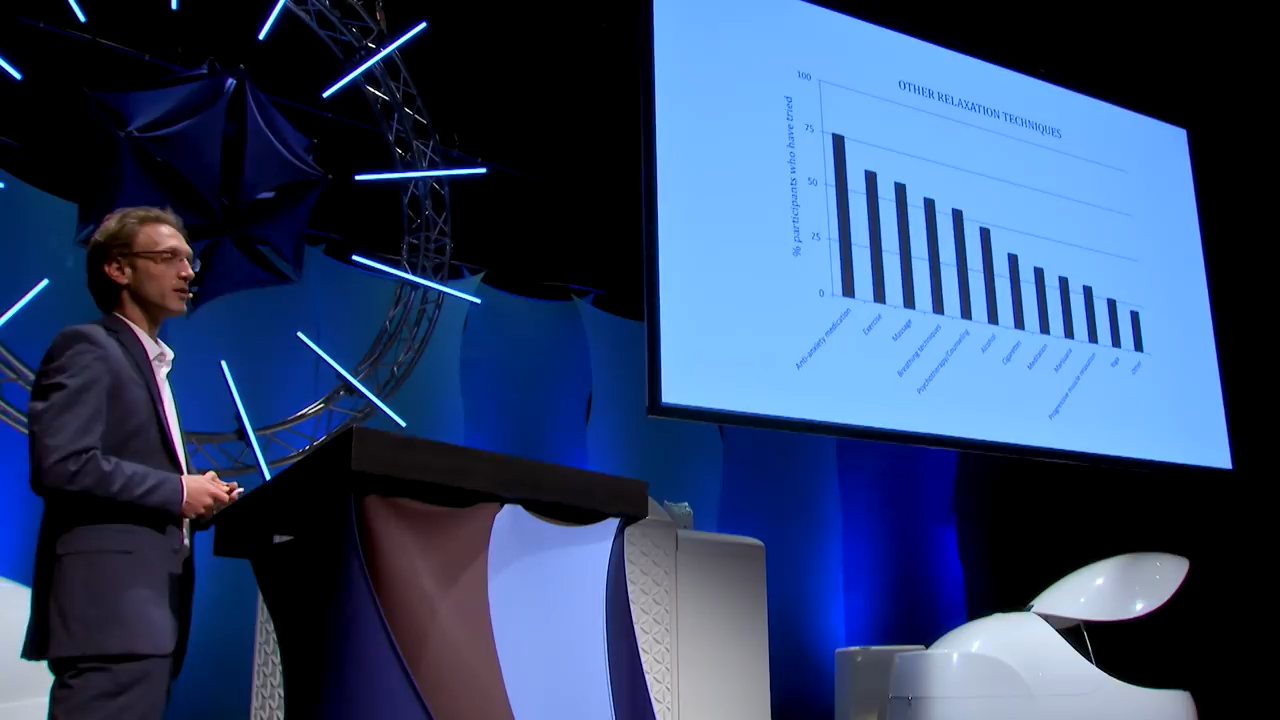 OTHER RELAXATION TECHNIQUES
% participants who have tried
100
75
50
25
0
Anti-anxiety medication
Exercise
Massage
Breathing techniques
Psychotherapy/Counseling
Alcohol
Cigarettes
Meditation
Marijuana
Progressive muscle relaxation
Yoga
Other